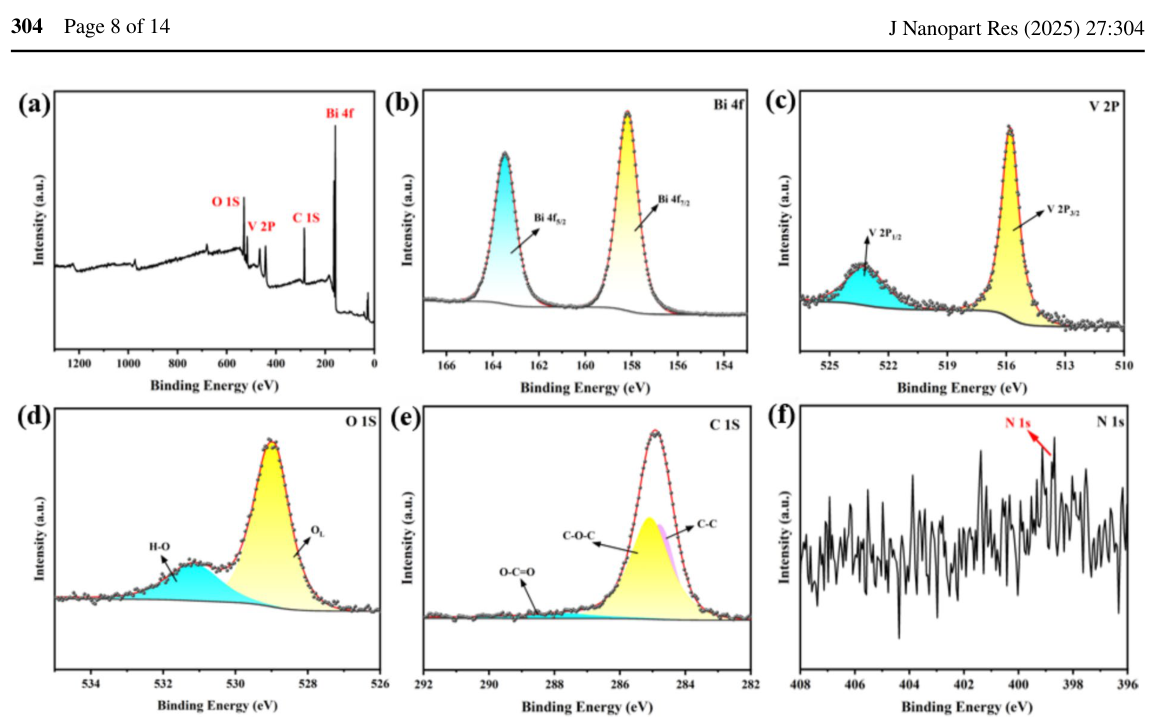 304 Page 8 of 14
J Nanopart Res (2025) 27:304
(a)
Bi 4f
O 1S
V 2P
C 1S
Intensity (a.u.)
1200 1000 800 600 400 200 0
Binding Energy (eV)
(b)
Bi 4f
Bi 4f7/2
Bi 4f5/2
Intensity (a.u.)
166 164 162 160 158 156 154
Binding Energy (eV)
(c)
V 2P
V 2P3/2
V 2P1/2
Intensity (a.u.)
525 522 519 516 513 510
Binding Energy (eV)
(d)
O 1S
H-O
OL
Intensity (a.u.)
534 532 530 528 526
Binding Energy (eV)
(e)
C 1S
C-C
C-O-C
O-C=O
Intensity (a.u.)
292 290 288 286 284 282
Binding Energy (eV)
(f)
N 1s
N 1s
Intensity (a.u.)
408 406 404 402 400 398 396
Binding Energy (eV)